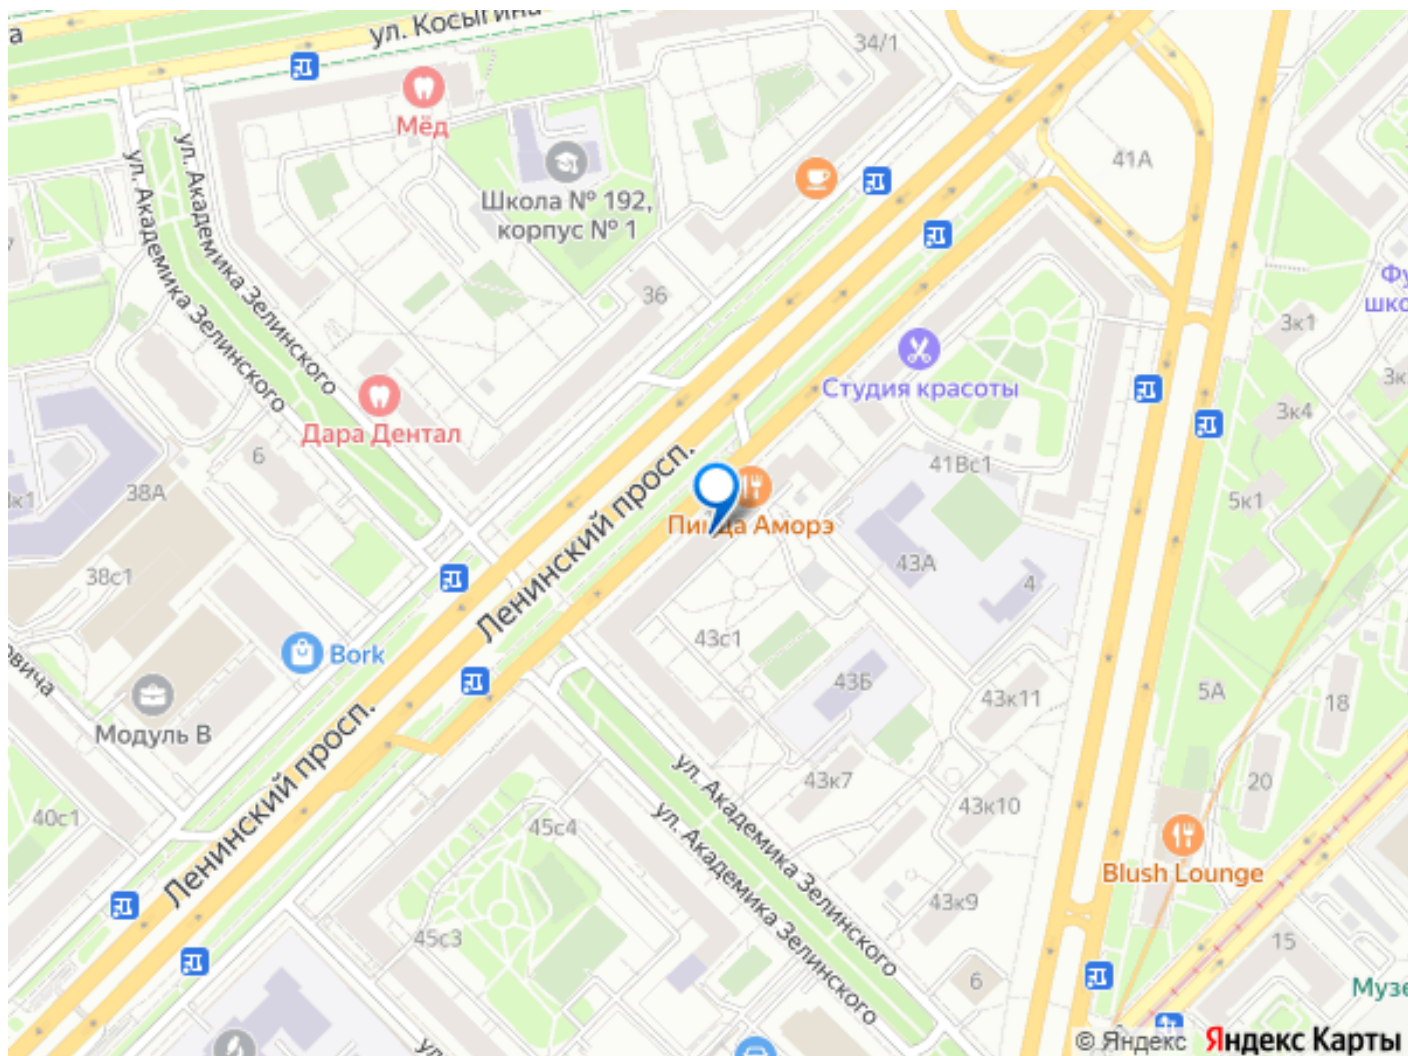 ул. Косыгина
34/1
Мёд
41А
Школа № 192,
корпус № 1
ул. Академика Зелинского
ул. Академика Зелинского
36
3к1
Студия красоты
3к4
Дара Дентал
6
41Вс1
38А
5к1
Ленинский просп.
Аморэ
43А
38с1
4
43с1
Bork
43Б
43к11
5А
18
Модуль В
Ленинский просп.
43к7
20
43к10
40с1
45с4
ул. Академика Зелинского
ул. Академика Зелинского
Blush Lounge
43к9
45с3
15
6
© Яндекс Яндекс Карты